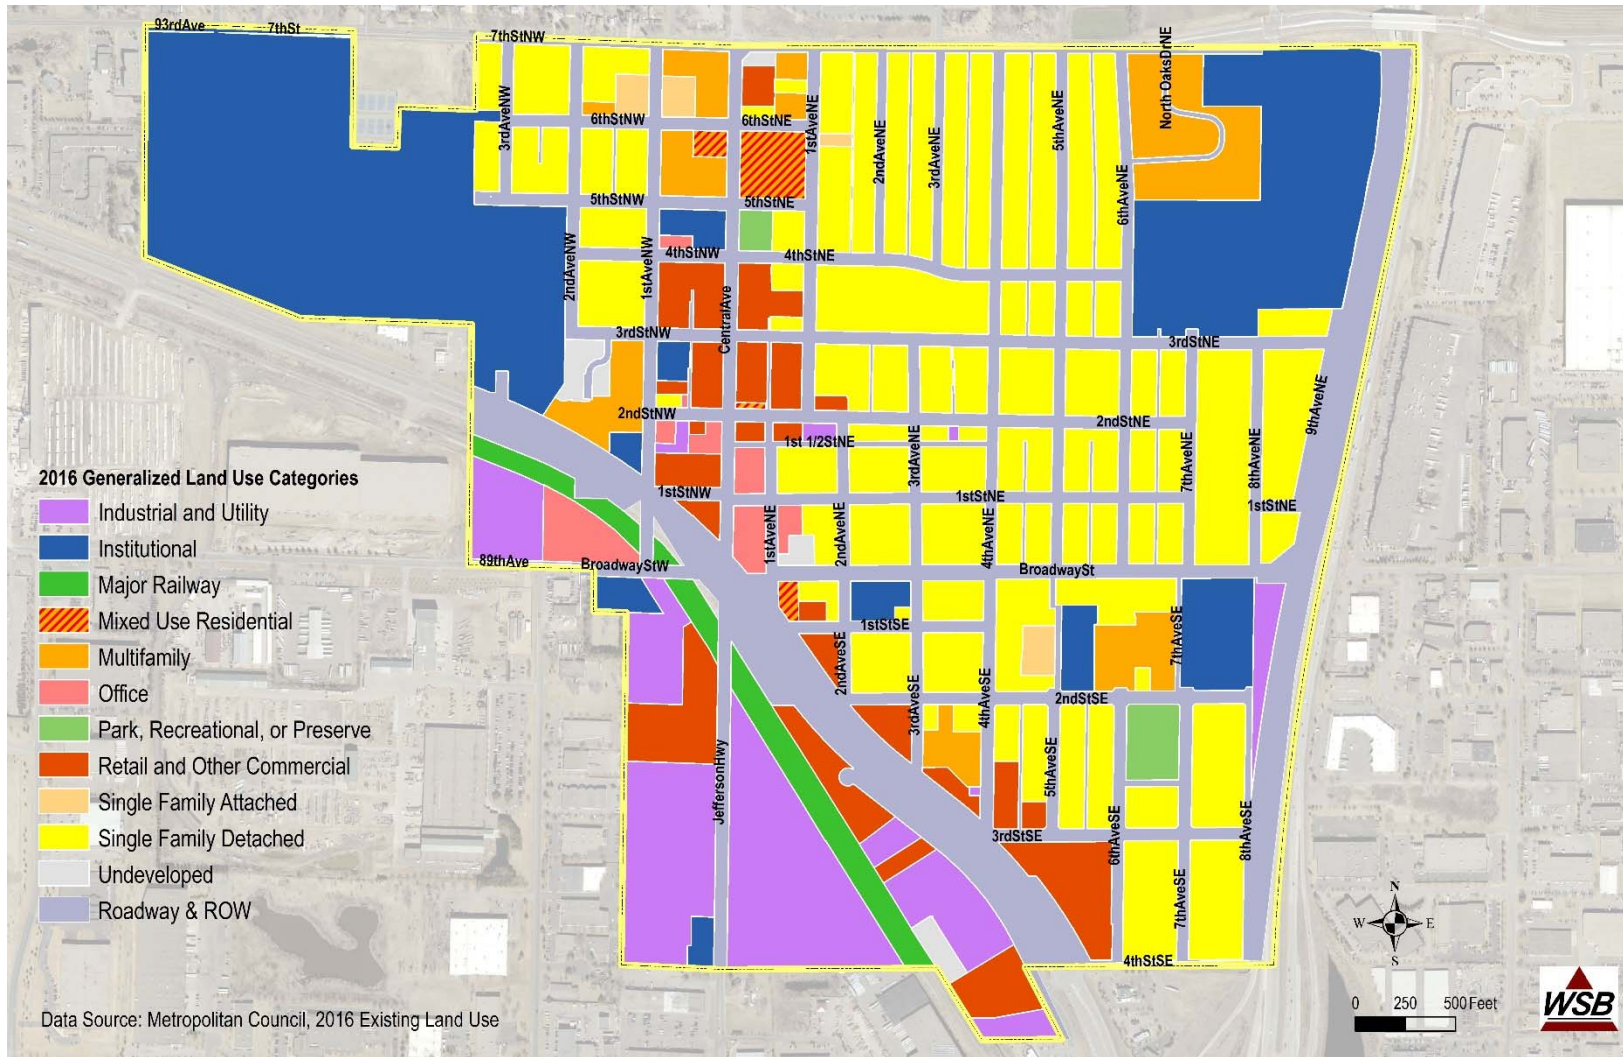 93rdAve
7thSt
7thStNW
North OaksDrNE
3rdAveNW
6thStNW
6thStNE
1stAveNE
2ndAveNE
3rdAveNE
5thAveNE
6thAveNE
5thStNW
5thStNE
2ndAveNW
1stAveNW
4thStNW
4thStNE
CentralAve
3rdStNW
3rdStNE
9thAveNE
2ndStNW
2ndStNE
1st 1/2StNE
3rdAveNE
7thAveNE
8thAveNE
1stStNW
1stStNE
1stStNE
1stAveNE
2ndAveNE
4thAveNE
89thAve
BroadwayStW
BroadwaySt
1stStSE
2ndAveSE
7thAveSE
3rdAveSE
4thAveSE
2ndStSE
JeffersonHwy
5thAveSE
3rdStSE
6thAveSE
8thAveSE
7thAveSE
4thStSE
2016 Generalized Land Use Categories
Industrial and Utility
Institutional
Major Railway
Mixed Use Residential
Multifamily
Office
Park, Recreational, or Preserve
Retail and Other Commercial
Single Family Attached
Single Family Detached
Undeveloped
Roadway & ROW
Data Source: Metropolitan Council, 2016 Existing Land Use
N
W E
S
0 250 500 Feet
WSB